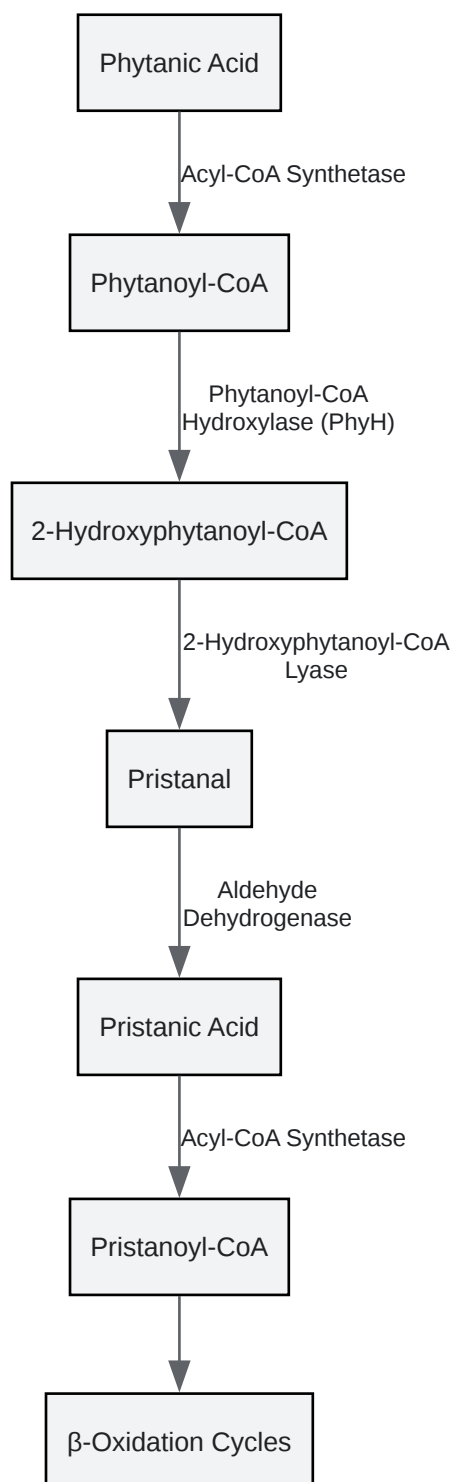 Phytanic Acid
Acyl-CoA Synthetase
Phytanoyl-CoA
Phytanoyl-CoA
Hydroxylase (PhyH)
2-Hydroxyphytanoyl-CoA
2-Hydroxyphytanoyl-CoA
Lyase
Pristanal
Aldehyde
Dehydrogenase
Pristanic Acid
Acyl-CoA Synthetase
Pristanoyl-CoA
β-Oxidation Cycles